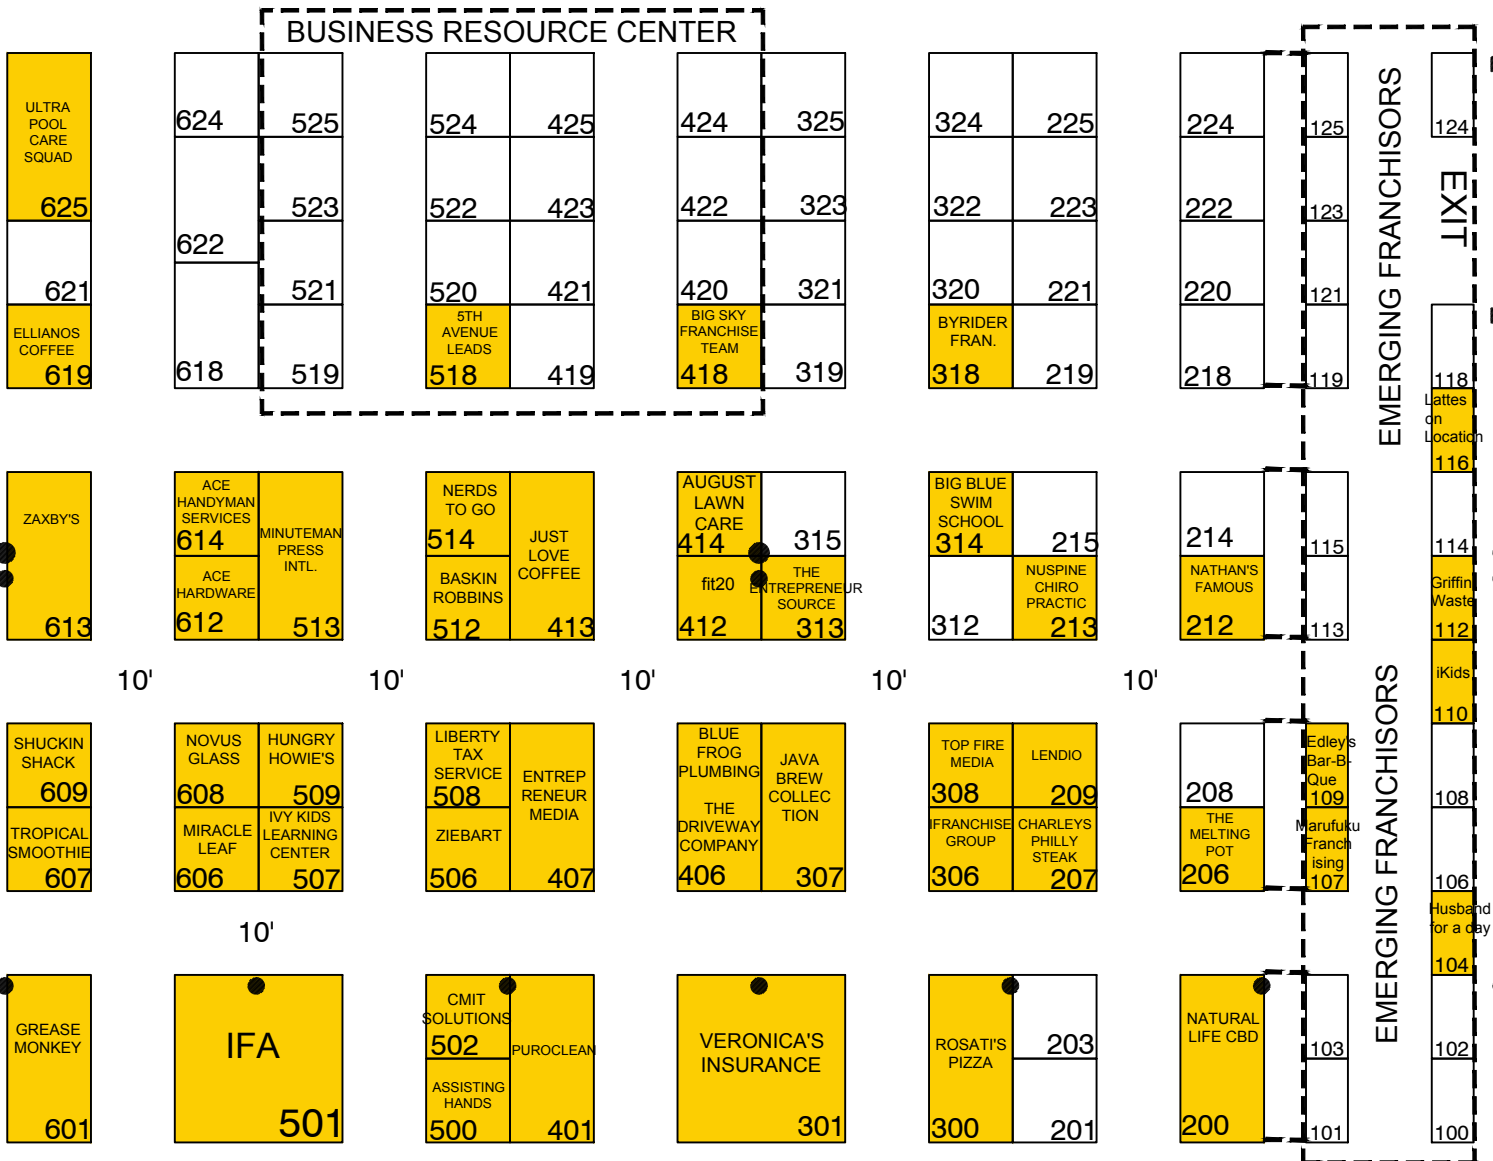 BUSINESS RESOURCE CENTER
ULTRA
POOL
CARE
SQUAD
625
624
525
524
425
424
325
324
225
224
125
124
523
522
423
422
323
322
223
222
123
EXIT
622
621
521
520
421
420
321
320
221
220
121
EMERGING FRANCHISORS
ELLIANOS
COFFEE
619
618
519
5TH
AVENUE
LEADS
518
419
BIG SKY
FRANCHISE
TEAM
418
319
BYRIDER
FRAN.
318
219
218
119
118
Lattes
on
Location
116
ZAXBY'S
613
ACE
HANDYMAN
SERVICES
614
ACE
HARDWARE
612
MINUTEMAN
PRESS
INTL.
513
NERDS
TO GO
514
BASKIN
ROBBINS
512
JUST
LOVE
COFFEE
413
AUGUST
LAWN
CARE
414
fit20
412
315
THE
ENTREPRENEUR
SOURCE
313
BIG BLUE
SWIM
SCHOOL
314
312
215
NUSPINE
CHIRO
PRACTIC
213
214
NATHAN'S
FAMOUS
212
115
113
114
Griffin
Waste
112
iKids
110
10'
10'
10'
10'
10'
SHUCKIN
SHACK
609
TROPICAL
SMOOTHIE
607
NOVUS
GLASS
608
MIRACLE
LEAF
606
HUNGRY
HOWIE'S
509
IVY KIDS
LEARNING
CENTER
507
LIBERTY
TAX
SERVICE
508
ZIEBART
506
ENTREP
RENEUR
MEDIA
407
BLUE
FROG
PLUMBING
THE
DRIVEWAY
COMPANY
406
JAVA
BREW
COLLEC
TION
307
TOP FIRE
MEDIA
308
IFRANCHISE
GROUP
306
LENDIO
209
CHARLEYS
PHILLY
STEAK
207
208
THE
MELTING
POT
206
Edley's
Bar-B-
Que
109
Marufuku
Franch
ising
107
EMERGING FRANCHISORS
108
106
Husband
for a day
104
10'
GREASE
MONKEY
601
IFA
501
CMIT
SOLUTIONS
502
ASSISTING
HANDS
500
PUROCLEAN
401
VERONICA'S
INSURANCE
301
ROSATI'S
PIZZA
300
203
201
NATURAL
LIFE CBD
200
103
101
102
100